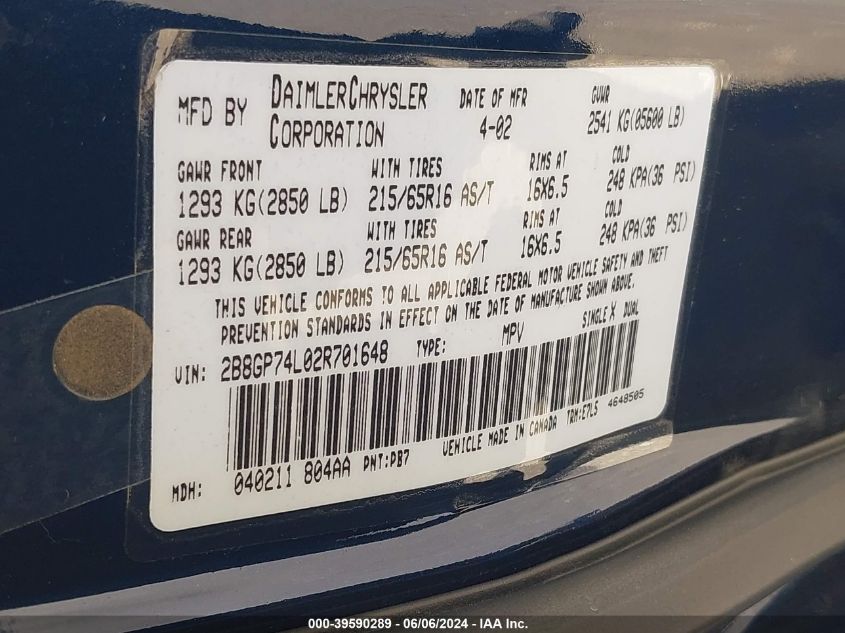 MFD BY DAIMLERCHRYSLER CORPORATION DATE OF MFR 4-02 GVWR 2541 KG(05600 LB)
GAWR FRONT WITH TIRES RIMS AT COLD
1293 KG(2850 LB) 215/65R16 AS/T 16X6.5 248 KPA(36 PSI)
GAWR REAR WITH TIRES RIMS AT COLD
1293 KG(2850 LB) 215/65R16 AS/T 16X6.5 248 KPA(36 PSI)
THIS VEHICLE CONFORMS TO ALL APPLICABLE FEDERAL MOTOR VEHICLE SAFETY AND THEFT
PREVENTION STANDARDS IN EFFECT ON THE DATE OF MANUFACTURE SHOWN ABOVE.
VIN: 2B8GP74L02R701648 TYPE: MPV SINGLE X DUAL
MDH: 040211 804AA PNT:PB7 VEHICLE MADE IN CANADA TRM:E7L5 4648505
000-39590289 - 06/06/2024 - IAA Inc.